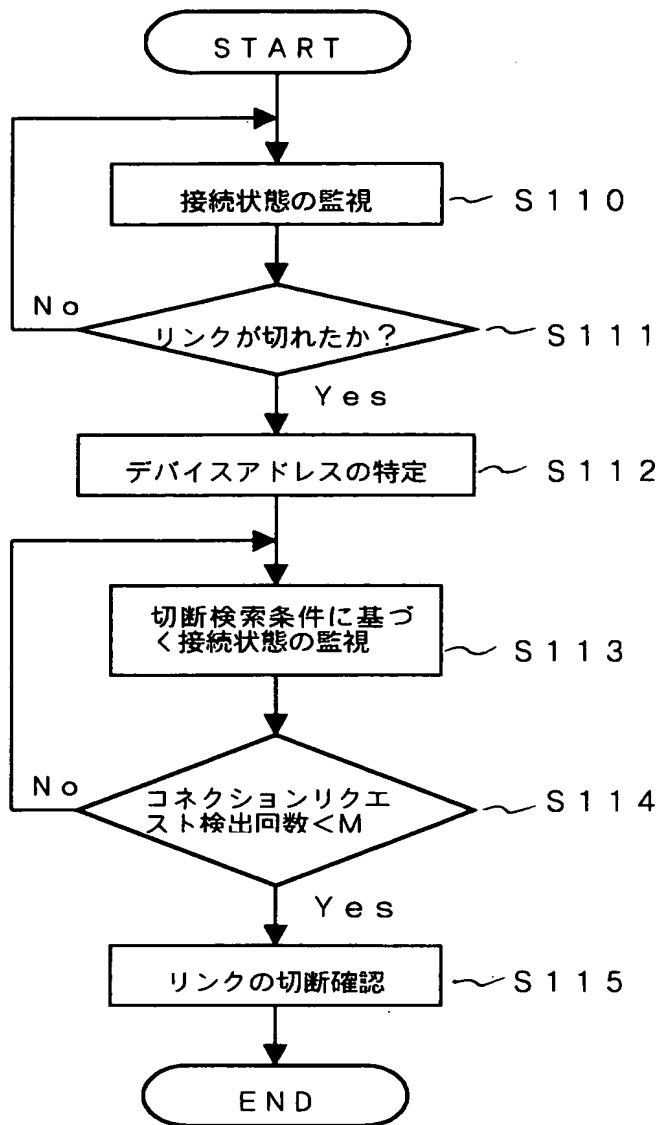 START
接続状態の監視
S110
No
リンクが切れたか?
S111
Yes
デバイスアドレスの特定
S112
切断検索条件に基づ
く接続状態の監視
S113
No
コネクションリクエ
スト検出回数<M
S114
Yes
リンクの切断確認
S115
END